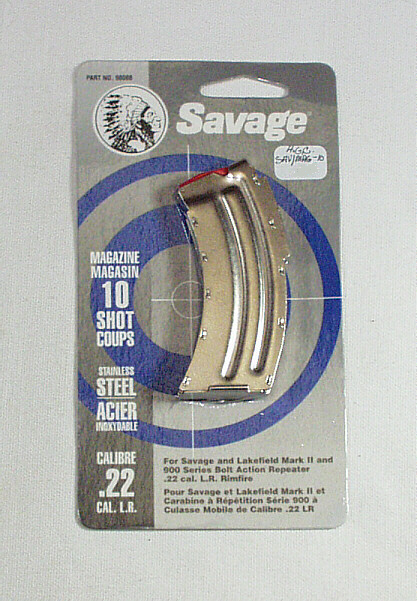 PART NO. 90088
Savage®
H.G.C.
SAV/MAG-10
MAGAZINE
MAGASIN
10
SHOT
COUPS
STAINLESS
STEEL
ACIER
INOXYDABLE
CALIBRE
.22
CAL. L.R.
For Savage and Lakefield Mark II and
900 Series Bolt Action Repeater
.22 cal. L.R. Rimfire
Pour Savage et Lakefield Mark II et
Carabine à Répétition Série 900 à
Culasse Mobile de Calibre .22 LR